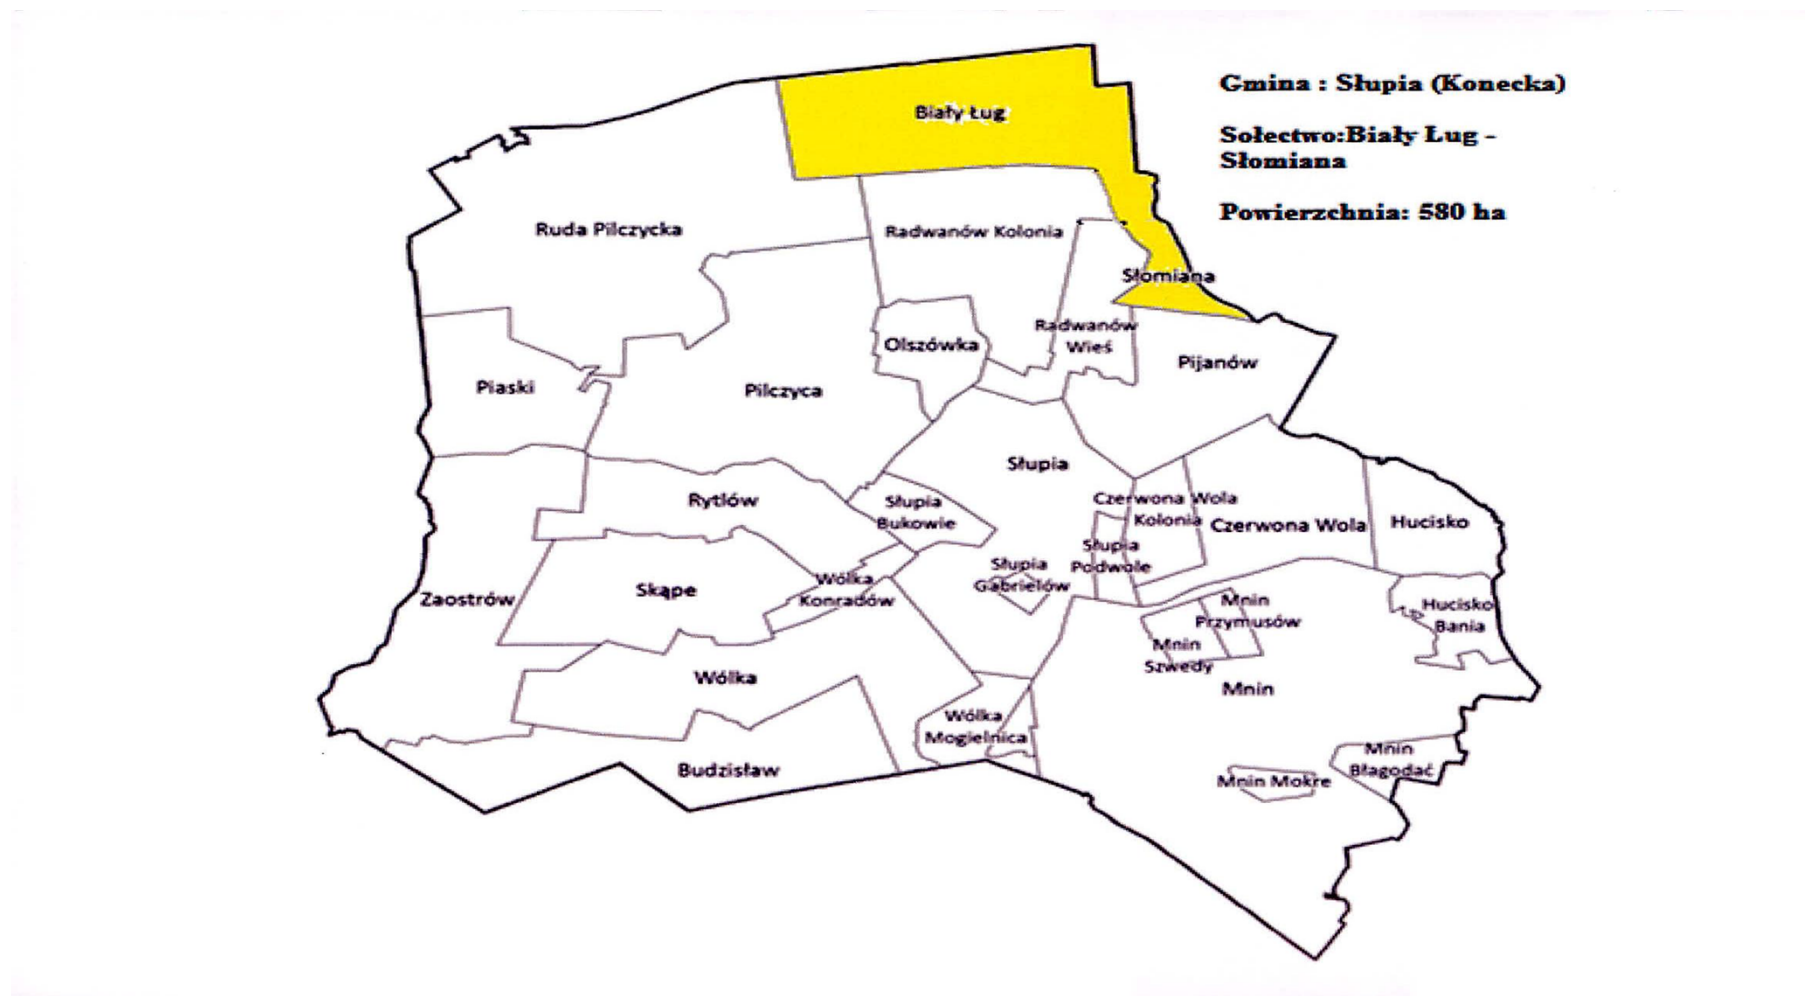 Gmina : Słupia (Konecka)
Sołectwo:Biały Ług -
Słomiana
Powierzchnia: 580 ha
Biały Ług
Ruda Pilczycka
Radwanów Kolonia
Słomiana
Radwanów
Wieś
Olszówka
Pijanów
Piaski
Pilczyca
Słupia
Rytlów
Słupia
Bukowie
Czerwona Wola
Kolonia
Czerwona Wola
Hucisko
Słupia
Podwole
Słupia
Gabrielów
Zaostrów
Skąpe
Wólka
Konradów
Mnin
Przymusów
Hucisko
Bania
Mnin
Szwedy
Wólka
Mnin
Wólka
Mogielnica
Budzisław
Mnin
Błagodać
Mnin Mokre